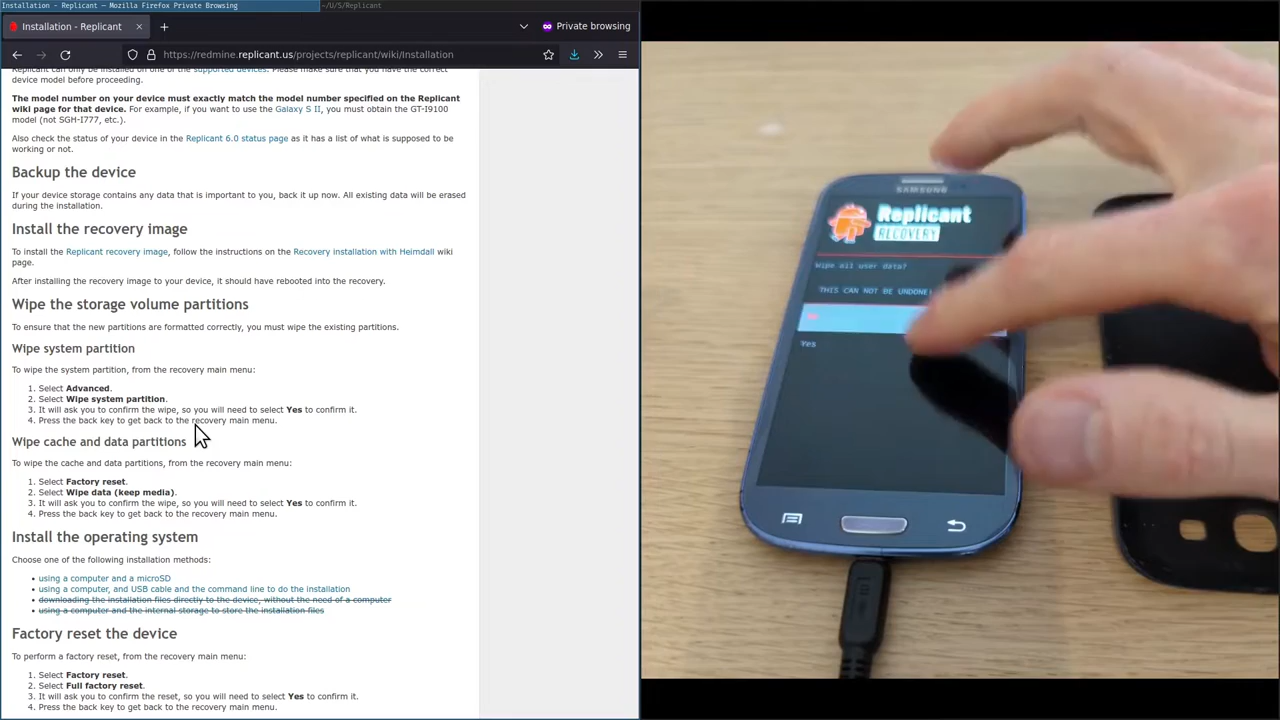 Installation - Replicant — Mozilla Firefox Private Browsing
~/U/S/Replicant
Installation - Replicant
Private browsing
https://redmine.replicant.us/projects/replicant/wiki/Installation
Replicant can only be installed on one of the supported devices. Please make sure that you have the correct
device model before proceeding.
The model number on your device must exactly match the model number specified on the Replicant
wiki page for that device. For example, if you want to use the Galaxy S II, you must obtain the GT-I9100
model (not SGH-I777, etc.).
Also check the status of your device in the Replicant 6.0 status page as it has a list of what is supposed to be
working or not.
Backup the device
If your device storage contains any data that is important to you, back it up now. All existing data will be erased
during the installation.
Install the recovery image
To install the Replicant recovery image, follow the instructions on the Recovery installation with Heimdall wiki
page.
After installing the recovery image to your device, it should have rebooted into the recovery.
Wipe the storage volume partitions
To ensure that the new partitions are formatted correctly, you must wipe the existing partitions.
Wipe system partition
To wipe the system partition, from the recovery main menu:
1. Select Advanced.
2. Select Wipe system partition.
3. It will ask you to confirm the wipe, so you will need to select Yes to confirm it.
4. Press the back key to get back to the recovery main menu.
Wipe cache and data partitions
To wipe the cache and data partitions, from the recovery main menu:
1. Select Factory reset.
2. Select Wipe data (keep media).
3. It will ask you to confirm the wipe, so you will need to select Yes to confirm it.
4. Press the back key to get back to the recovery main menu.
Install the operating system
Choose one of the following installation methods:
• using a computer and a microSD
• using a computer, and USB cable and the command line to do the installation
• downloading the installation files directly to the device, without the need of a computer
• using a computer and the internal storage to store the installation files
Factory reset the device
To perform a factory reset, from the recovery main menu:
1. Select Factory reset.
2. Select Full factory reset.
3. It will ask you to confirm the reset, so you will need to select Yes to confirm it.
4. Press the back key to get back to the recovery main menu.
SAMSUNG
Replicant
RECOVERY
Wipe all user data?
THIS CAN NOT BE UNDONE
Yes